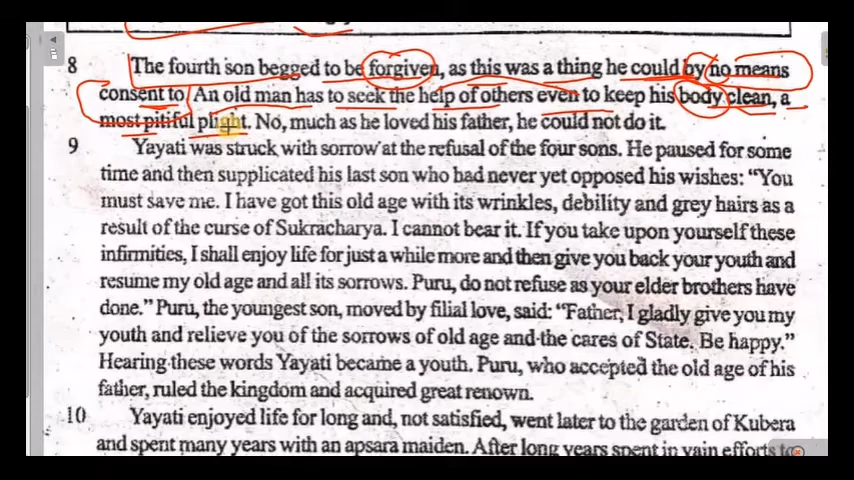 8 The fourth son begged to be forgiven, as this was a thing he could by no means
consent to An old man has to seek the help of others even to keep his body clean, a
most pitiful plight. No, much as he loved his father, he could not do it.
9 Yayati was struck with sorrow at the refusal of the four sons. He paused for some
time and then supplicated his last son who had never yet opposed his wishes: "You
must save me. I have got this old age with its wrinkles, debility and grey hairs as a
result of the curse of Sukracharya. I cannot bear it. If you take upon yourself these
infirmities, I shall enjoy life for just a while more and then give you back your youth and
resume my old age and all its sorrows. Puru, do not refuse as your elder brothers have
done." Puru, the youngest son, moved by filial love, said: "Father, I gladly give you my
youth and relieve you of the sorrows of old age and the cares of State. Be happy."
Hearing these words Yayati became a youth. Puru, who accepted the old age of his
father, ruled the kingdom and acquired great renown.
10 Yayati enjoyed life for long and, not satisfied, went later to the garden of Kubera
and spent many years with an apsara maiden. After long years spent in vain efforts to